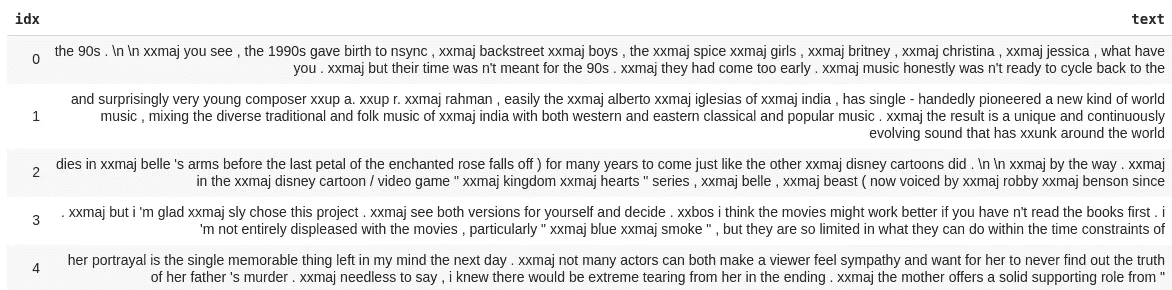 idx text
0 the 90s . \n \n xxmaj you see , the 1990s gave birth to nsync , xxmaj backstreet xxmaj boys , the xxmaj spice xxmaj girls , xxmaj britney , xxmaj christina , xxmaj jessica , what have
you . xxmaj but their time was n't meant for the 90s . xxmaj they had come too early . xxmaj music honestly was n't ready to cycle back to the
1 and surprisingly very young composer xxup a. xxup r. xxmaj rahman , easily the xxmaj alberto xxmaj iglesias of xxmaj india , has single - handedly pioneered a new kind of world
music , mixing the diverse traditional and folk music of xxmaj india with both western and eastern classical and popular music . xxmaj the result is a unique and continuously
evolving sound that has xxunk around the world
2 dies in xxmaj belle 's arms before the last petal of the enchanted rose falls off ) for many years to come just like the other xxmaj disney cartoons did . \n \n xxmaj by the way . xxmaj
in the xxmaj disney cartoon / video game " xxmaj kingdom xxmaj hearts " series , xxmaj belle , xxmaj beast ( now voiced by xxmaj robby xxmaj benson since
3 . xxmaj but i 'm glad xxmaj sly chose this project . xxmaj see both versions for yourself and decide . xxbos i think the movies might work better if you have n't read the books first . i
'm not entirely displeased with the movies , particularly " xxmaj blue xxmaj smoke " , but they are so limited in what they can do within the time constraints of
4 her portrayal is the single memorable thing left in my mind the next day . xxmaj not many actors can both make a viewer feel sympathy and want for her to never find out the truth
of her father 's murder . xxmaj needless to say , i knew there would be extreme tearing from her in the ending . xxmaj the mother offers a solid supporting role from "